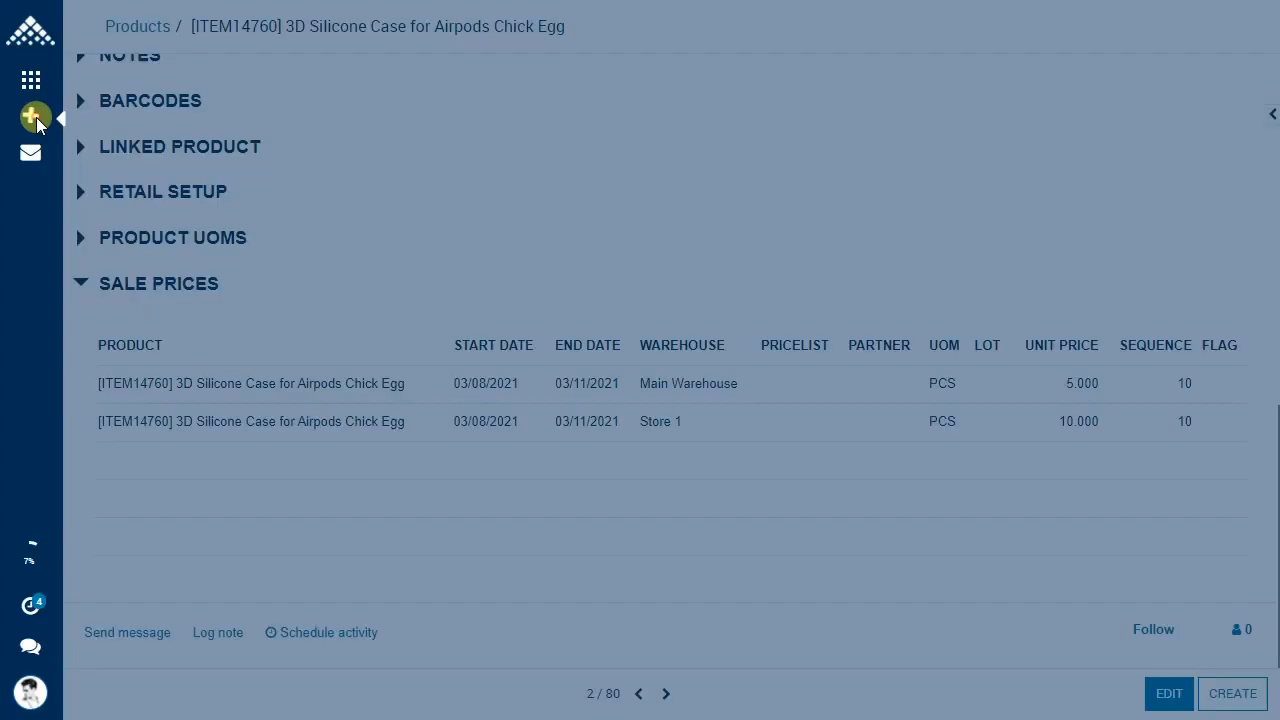 Products / [ITEM14760] 3D Silicone Case for Airpods Chick Egg
NOTES
BARCODES
LINKED PRODUCT
RETAIL SETUP
PRODUCT UOMS
SALE PRICES
PRODUCT START DATE END DATE WAREHOUSE PRICELIST PARTNER UOM LOT UNIT PRICE SEQUENCE FLAG
[ITEM14760] 3D Silicone Case for Airpods Chick Egg 03/08/2021 03/11/2021 Main Warehouse PCS 5.000 10
[ITEM14760] 3D Silicone Case for Airpods Chick Egg 03/08/2021 03/11/2021 Store 1 PCS 10.000 10
7%
4
Send message Log note Schedule activity Follow 0
2 / 80 EDIT CREATE